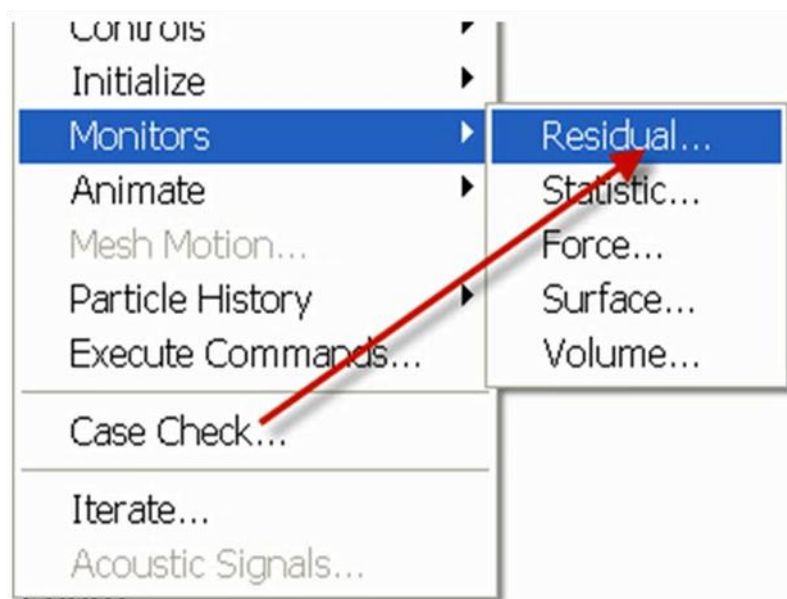 Controls
Initialize
Monitors
Animate
Mesh Motion...
Particle History
Execute Commands...
Case Check...
Iterate...
Acoustic Signals...
Residual...
Statistic...
Force...
Surface...
Volume...